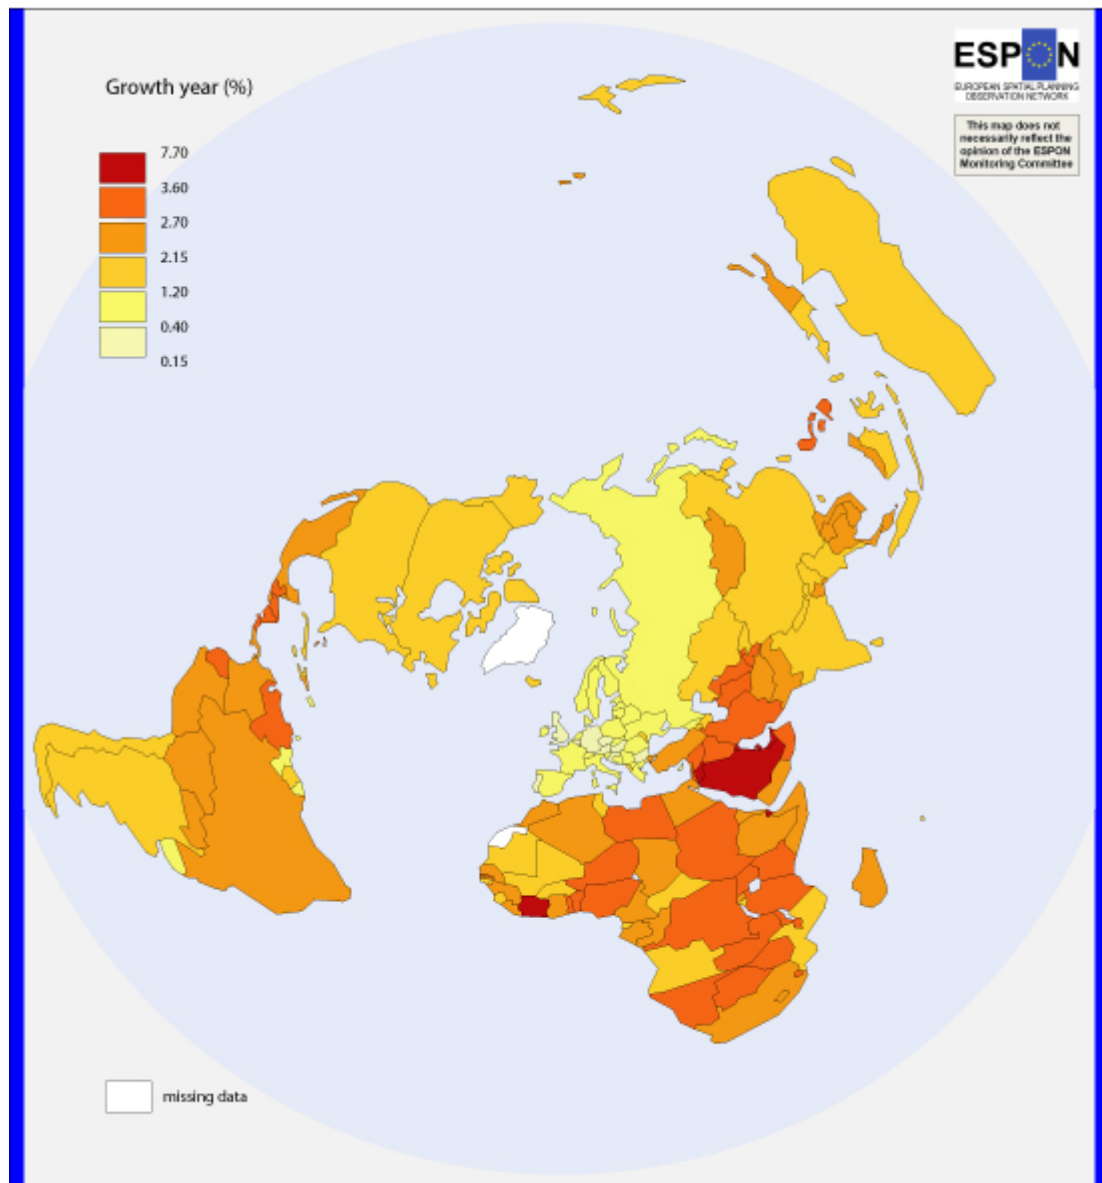 Growth year (%)
7.70
3.60
2.70
2.15
1.20
0.40
0.15
ESPON
EUROPEAN SPATIAL PLANNING
OBSERVATION NETWORK
This map does not
necessarily reflect the
opinion of the ESPON
Monitoring Committee
missing data